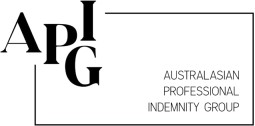 APIG
AUSTRALASIAN
PROFESSIONAL
INDEMNITY GROUP